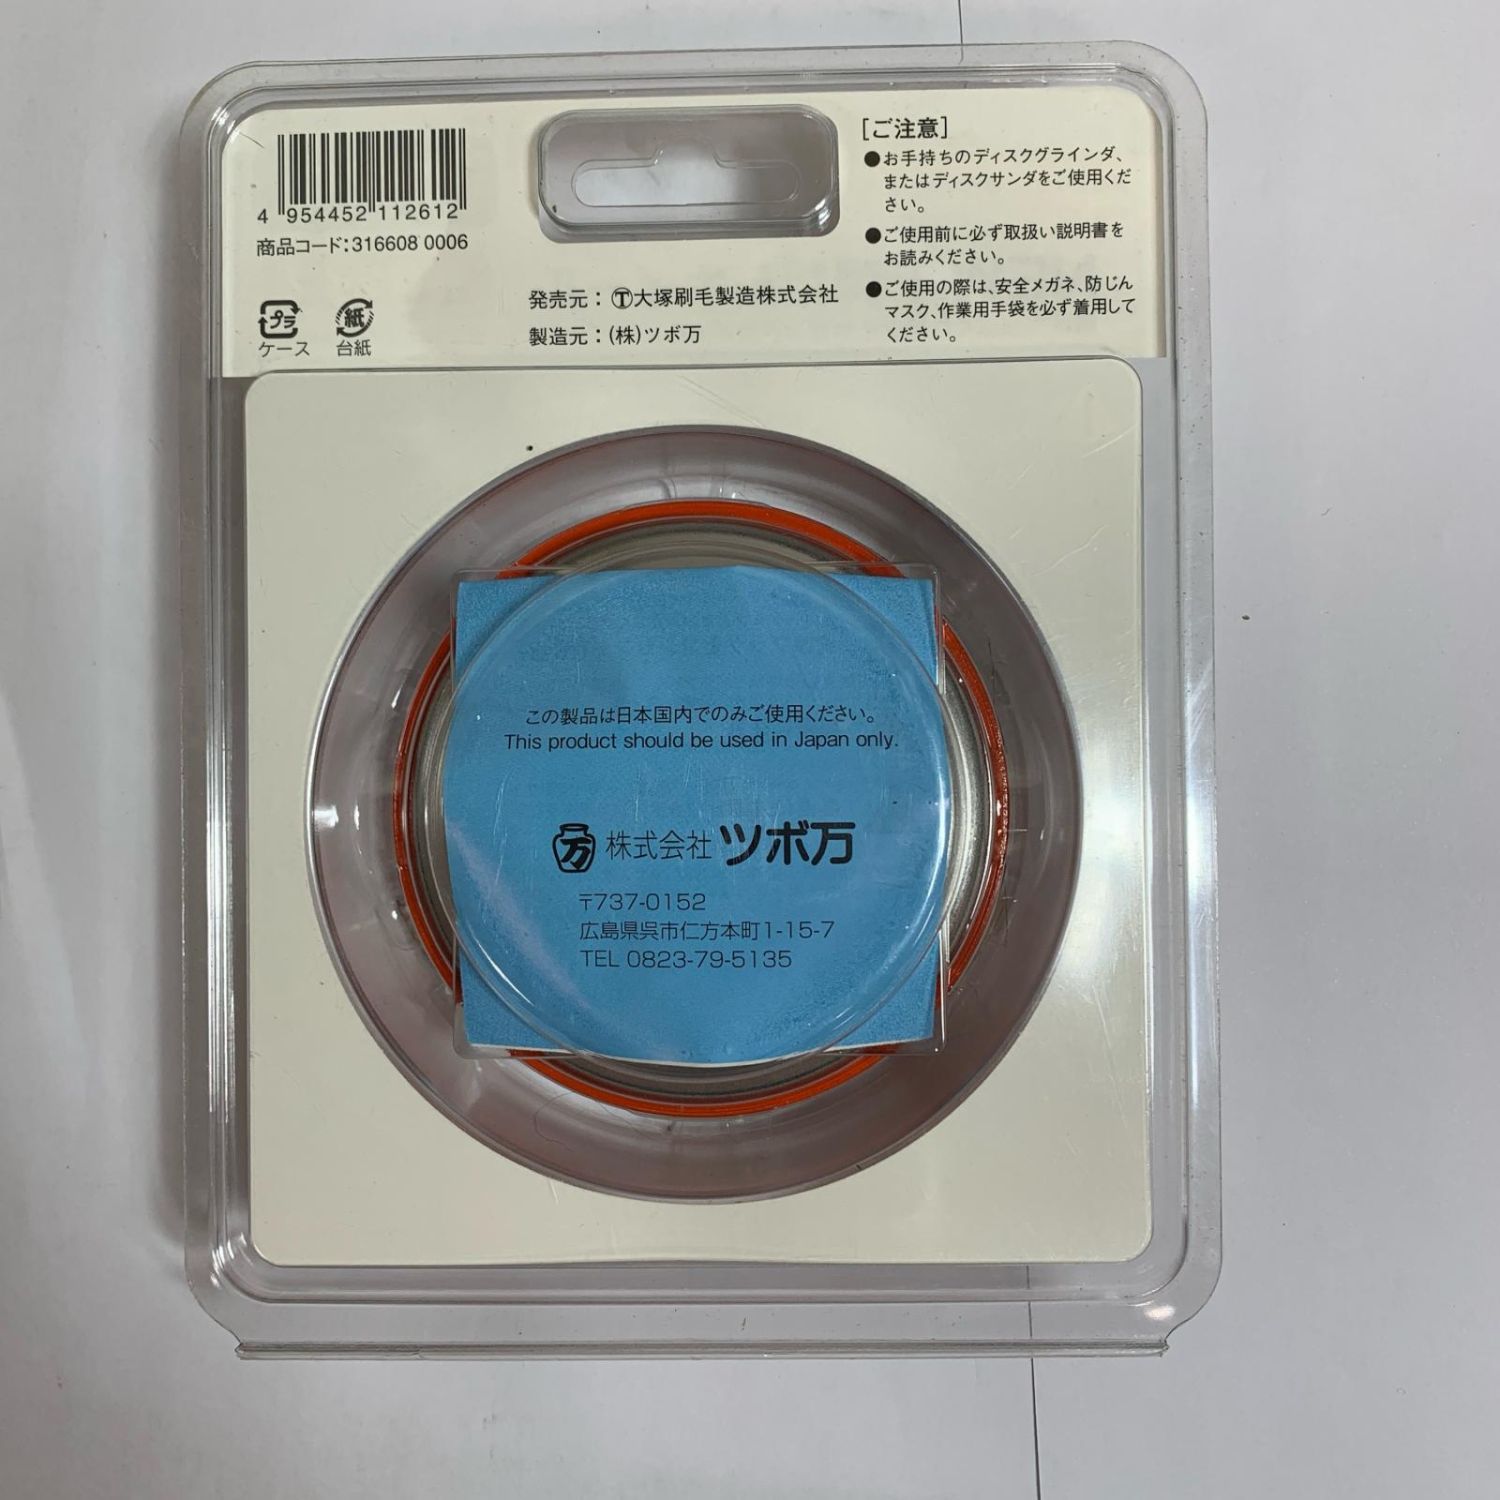 4 954452 112612
商品コード:316608 0006
プラ
ケース
紙
台紙
発売元: Ⓣ大塚刷毛製造株式会社
製造元:(株)ツボ万
[ご注意]
●お手持ちのディスクグラインダ、
またはディスクサンダをご使用くだ
さい。
●ご使用前に必ず取扱い説明書を
お読みください。
●ご使用の際は、安全メガネ、防じん
マスク、作業用手袋を必ず着用して
ください。
この製品は日本国内でのみご使用ください。
This product should be used in Japan only.
万 株式会社 ツボ万
〒737-0152
広島県呉市仁方本町1-15-7
TEL 0823-79-5135